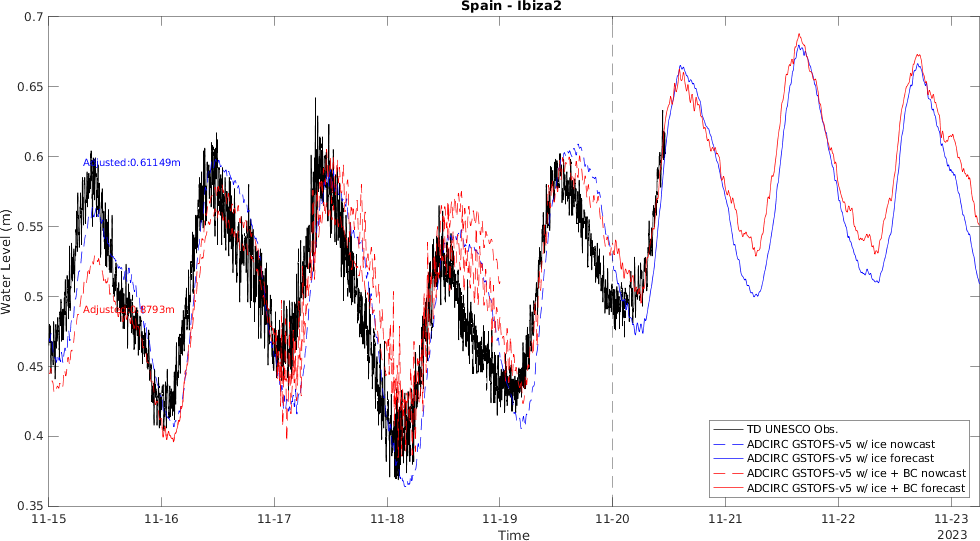 Spain - Ibiza2
0.7
0.65
0.6
0.55
0.5
0.45
0.4
0.35
Water Level (m)
Adjusted:0.61149m
TD UNESCO Obs.
ADCIRC GSTOFS-v5 w/ ice nowcast
ADCIRC GSTOFS-v5 w/ ice forecast
ADCIRC GSTOFS-v5 w/ ice + BC nowcast
ADCIRC GSTOFS-v5 w/ ice + BC forecast
11-15 11-16 11-17 11-18 11-19 11-20 11-21 11-22 11-23
Time
2023